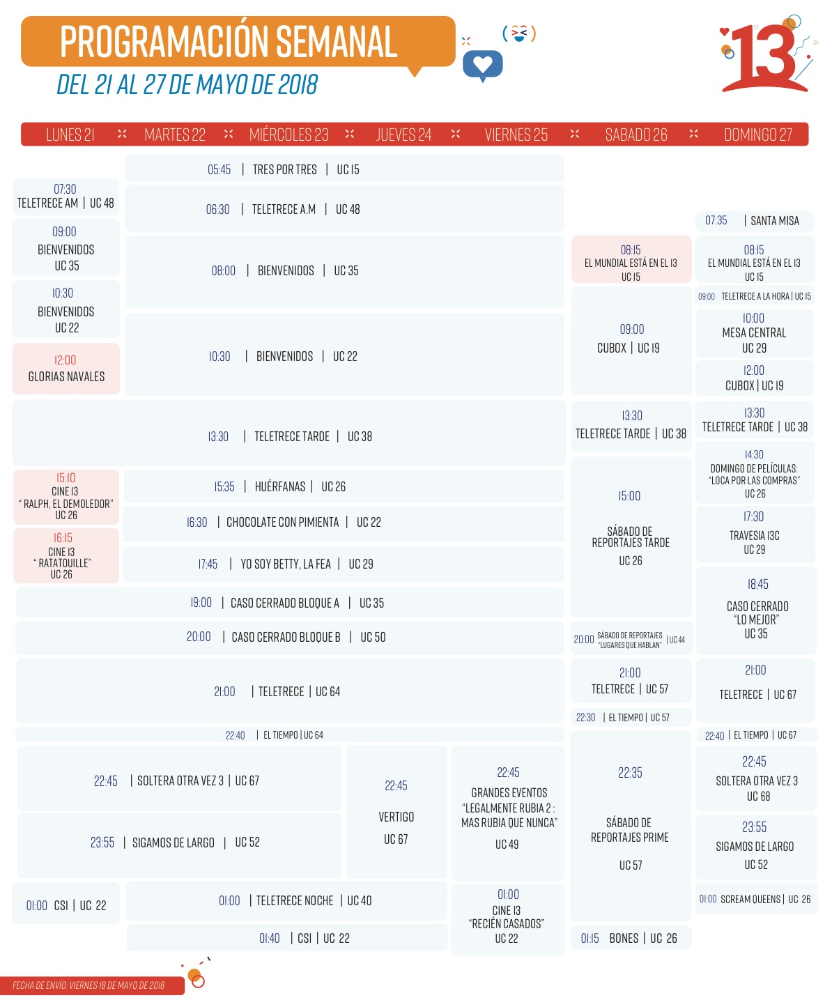 PROGRAMACIÓN SEMANAL
DEL 21 AL 27 DE MAYO DE 2018
13
LUNES 21
MARTES 22
MIÉRCOLES 23
JUEVES 24
VIERNES 25
SABADO 26
DOMINGO 27
05:45 | TRES POR TRES | UC 15
07:30
TELETRECE AM | UC 48
06:30 | TELETRECE A.M | UC 48
07:35 | SANTA MISA
09:00
BIENVENIDOS
UC 35
08:00 | BIENVENIDOS | UC 35
08:15
EL MUNDIAL ESTÁ EN EL 13
UC 15
08:15
EL MUNDIAL ESTÁ EN EL 13
UC 15
09:00 TELETRECE A LA HORA | UC 15
10:30
BIENVENIDOS
UC 22
10:30 | BIENVENIDOS | UC 22
09:00
CUBOX | UC 19
10:00
MESA CENTRAL
UC 29
12:00
GLORIAS NAVALES
12:00
CUBOX | UC 19
13:30 | TELETRECE TARDE | UC 38
13:30
TELETRECE TARDE | UC 38
13:30
TELETRECE TARDE | UC 38
15:10
CINE 13
“ RALPH, EL DEMOLEDOR”
UC 26
15:35 | HUÉRFANAS | UC 26
15:00
SÁBADO DE
REPORTAJES TARDE
UC 26
14:30
DOMINGO DE PELÍCULAS:
“LOCA POR LAS COMPRAS”
UC 26
16:30 | CHOCOLATE CON PIMIENTA | UC 22
16:15
CINE 13
“ RATATOUILLE”
UC 26
17:45 | YO SOY BETTY, LA FEA | UC 29
17:30
TRAVESIA 13C
UC 29
19:00 | CASO CERRADO BLOQUE A | UC 35
18:45
CASO CERRADO
“LO MEJOR”
UC 35
20:00 | CASO CERRADO BLOQUE B | UC 50
20:00 SÁBADO DE REPORTAJES | UC 44
“LUGARES QUE HABLAN”
21:00 | TELETRECE | UC 64
21:00
TELETRECE | UC 57
21:00
TELETRECE | UC 67
22:30 | EL TIEMPO | UC 57
22:40 | EL TIEMPO | UC 64
22:40 | EL TIEMPO | UC 67
22:45 | SOLTERA OTRA VEZ 3 | UC 67
22:45
VERTIGO
UC 67
22:45
GRANDES EVENTOS
“LEGALMENTE RUBIA 2 :
MAS RUBIA QUE NUNCA”
UC 49
22:35
SÁBADO DE
REPORTAJES PRIME
UC 57
22:45
SOLTERA OTRA VEZ 3
UC 68
23:55 | SIGAMOS DE LARGO | UC 52
23:55
SIGAMOS DE LARGO
UC 52
01:00 CSI | UC 22
01:00 | TELETRECE NOCHE | UC 40
01:00
CINE 13
“RECIÉN CASADOS”
UC 22
01:00 SCREAM QUEENS | UC 26
01:40 | CSI | UC 22
01:15 BONES | UC 26
FECHA DE ENVÍO: VIERNES 18 DE MAYO DE 2018